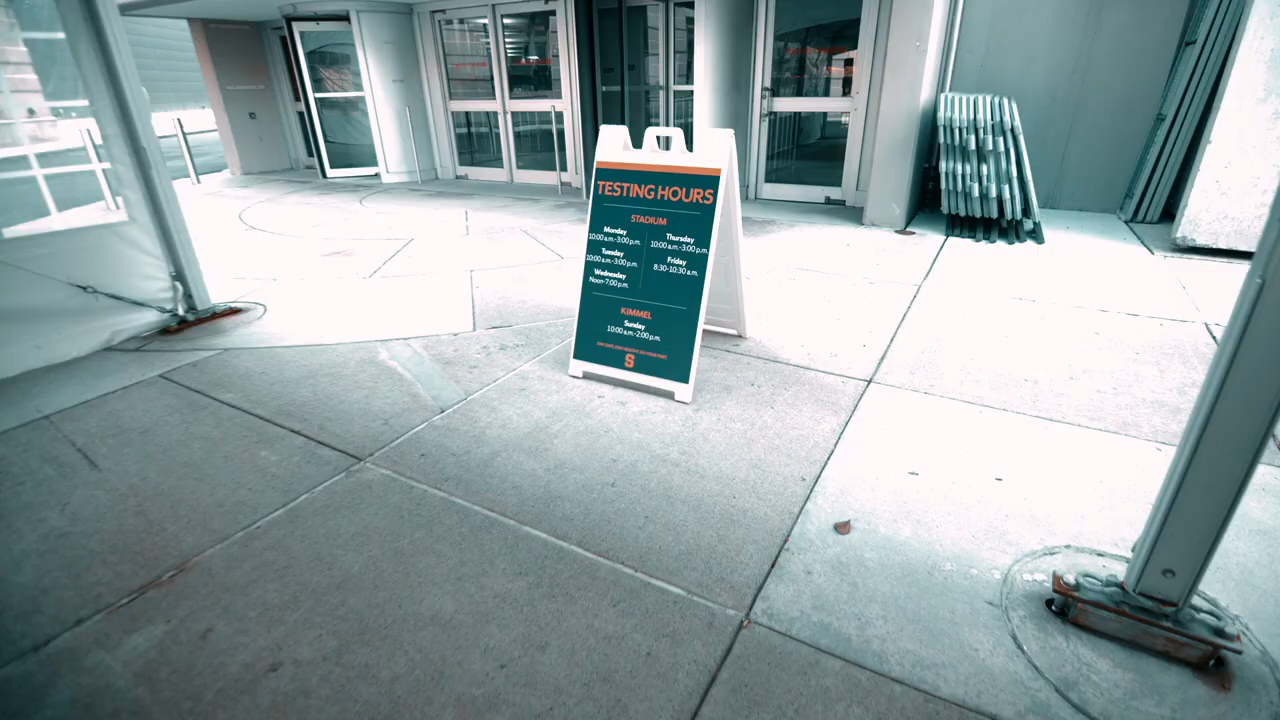 TESTING HOURS
STADIUM
Monday
10:00 a.m.-3:00 p.m.
Tuesday
10:00 a.m.-3:00 p.m.
Wednesday
Noon-7:00 p.m.
Thursday
10:00 a.m.-3:00 p.m.
Friday
8:30-10:30 a.m.
KIMMEL
Sunday
10:00 a.m.-2:00 p.m.
S